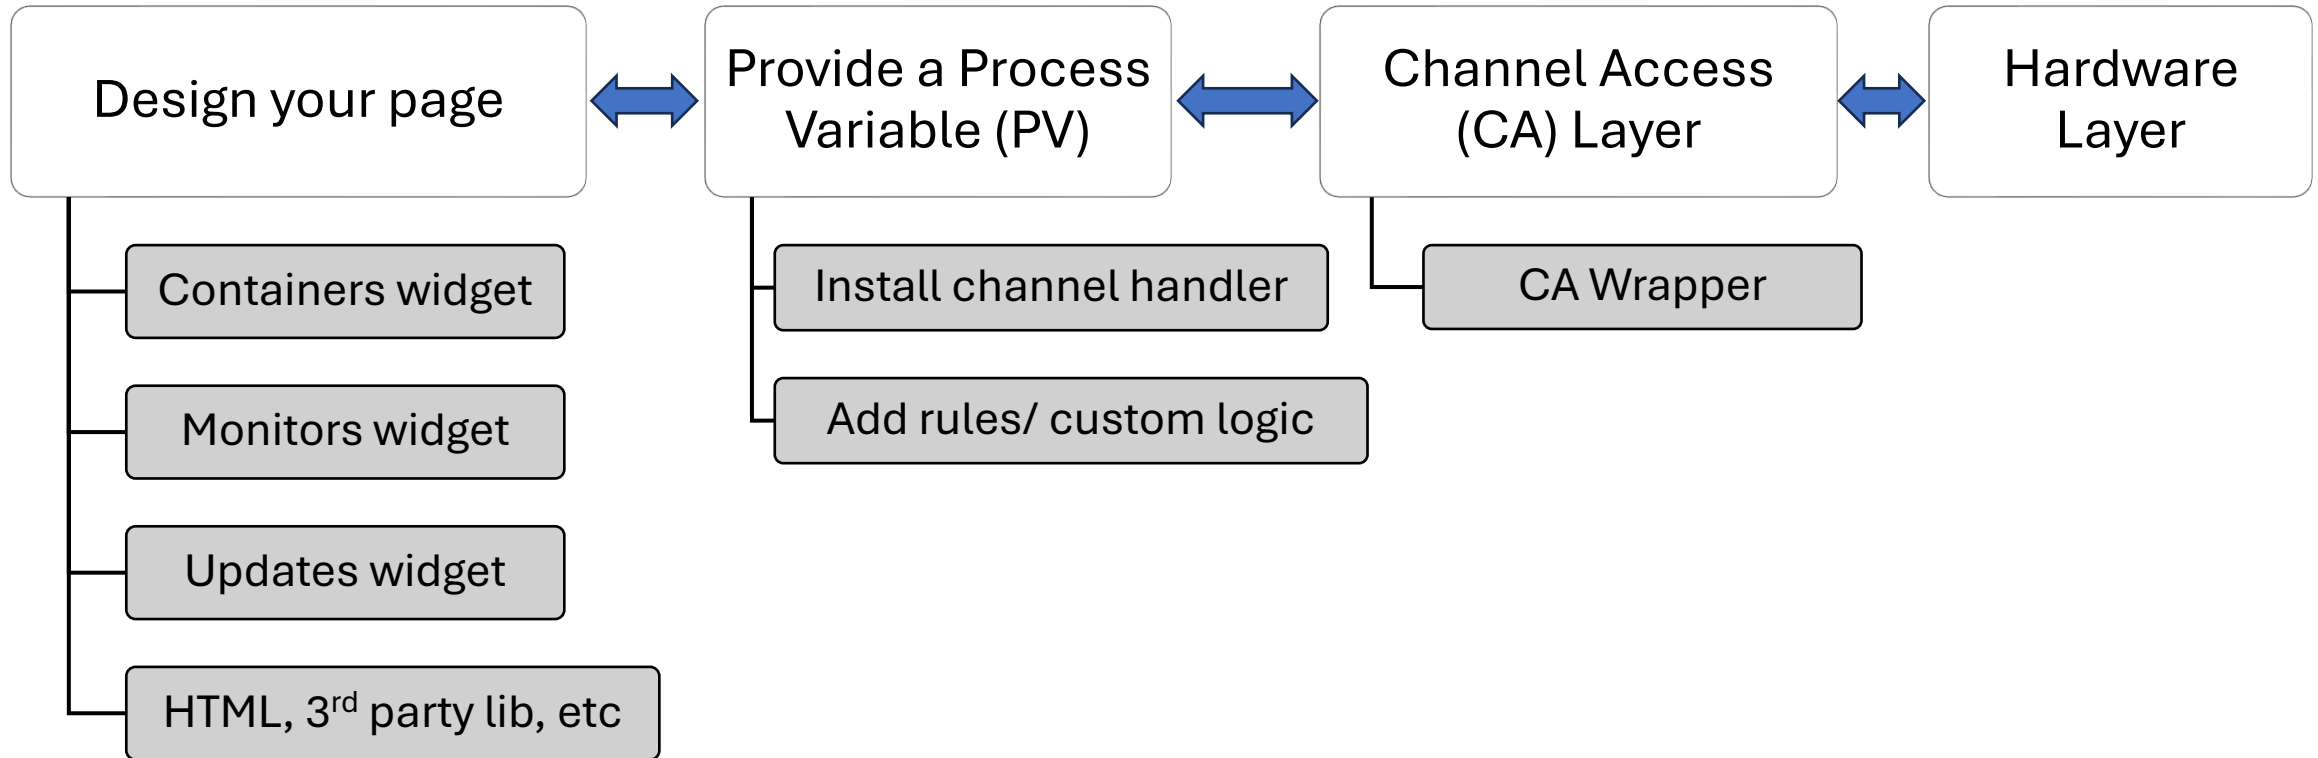 Design your page
Provide a Process
Variable (PV)
Channel Access
(CA) Layer
Hardware
Layer
Containers widget
Monitors widget
Updates widget
HTML, 3rd party lib, etc
Install channel handler
Add rules/ custom logic
CA Wrapper